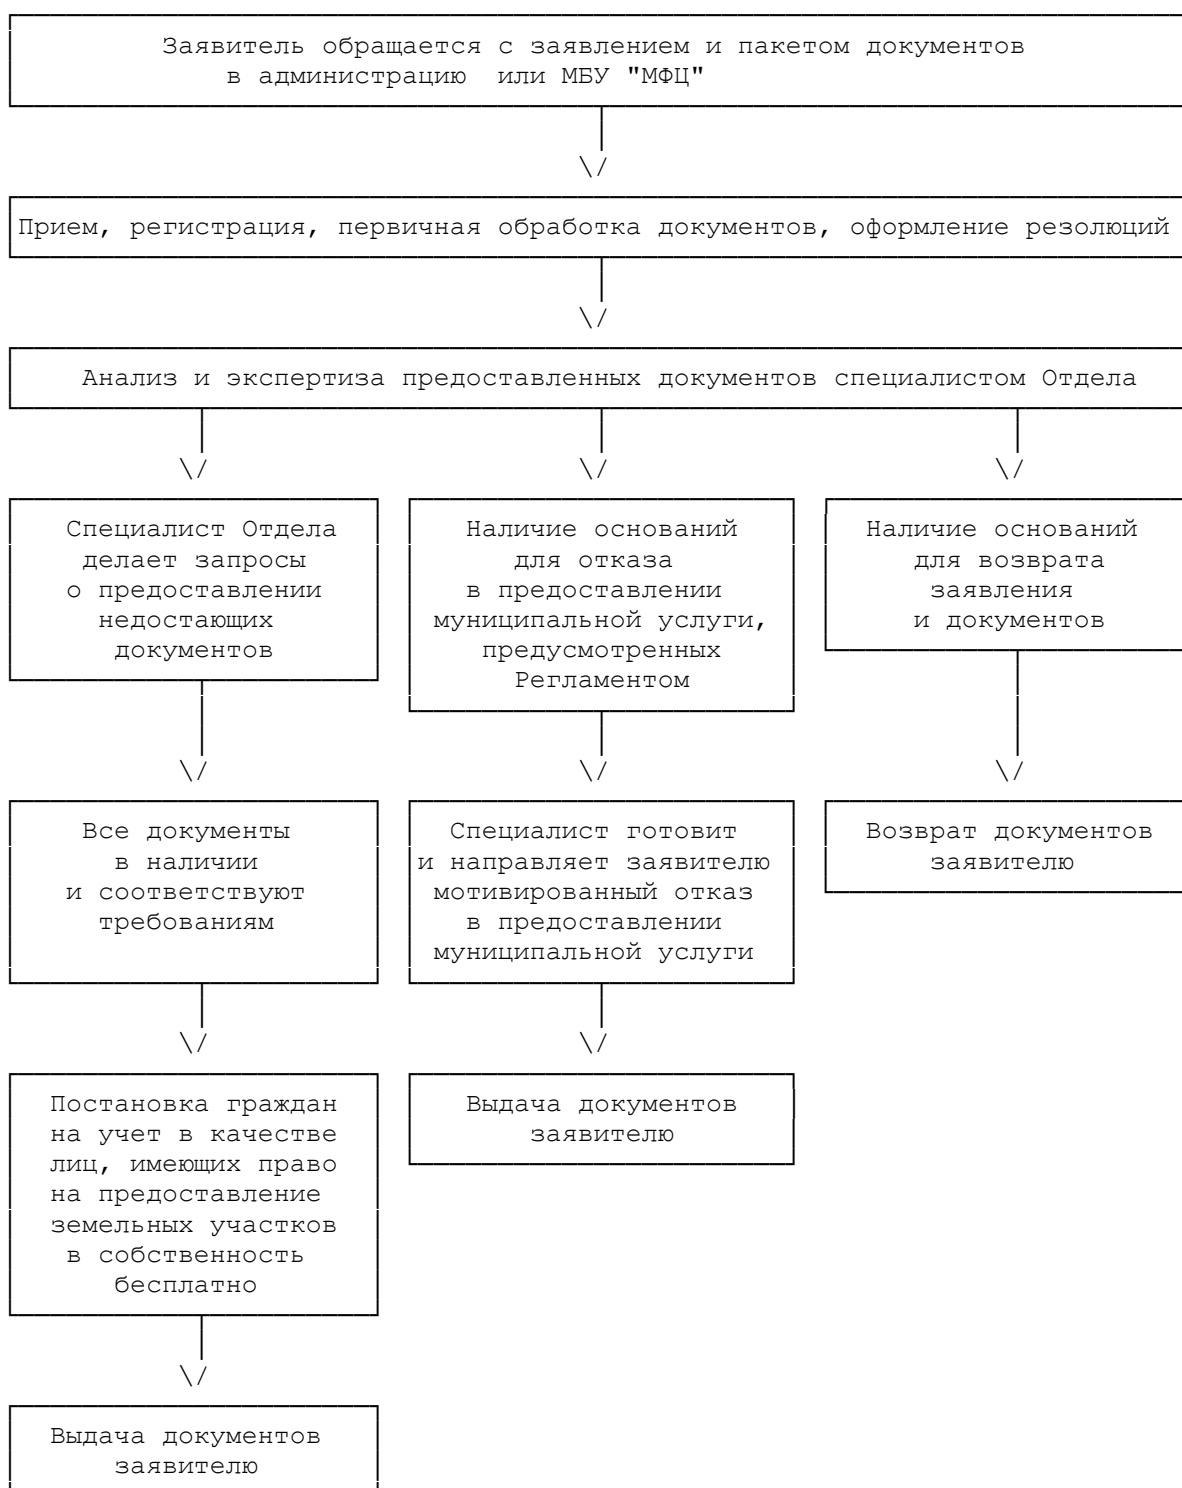 Заявитель обращается с заявлением и пакетом документов
в администрацию или МБУ "МФЦ"
Прием, регистрация, первичная обработка документов, оформление резолюций
Анализ и экспертиза предоставленных документов специалистом Отдела
Специалист Отдела
делает запросы
о предоставлении
недостающих
документов
Наличие оснований
для отказа
в предоставлении
муниципальной услуги,
предусмотренных
Регламентом
Наличие оснований
для возврата
заявления
и документов
Все документы
в наличии
и соответствуют
требованиям
Специалист готовит
и направляет заявителю
мотивированный отказ
в предоставлении
муниципальной услуги
Возврат документов
заявителю
Постановка граждан
на учет в качестве
лиц, имеющих право
на предоставление
земельных участков
в собственность
бесплатно
Выдача документов
заявителю
Выдача документов
заявителю